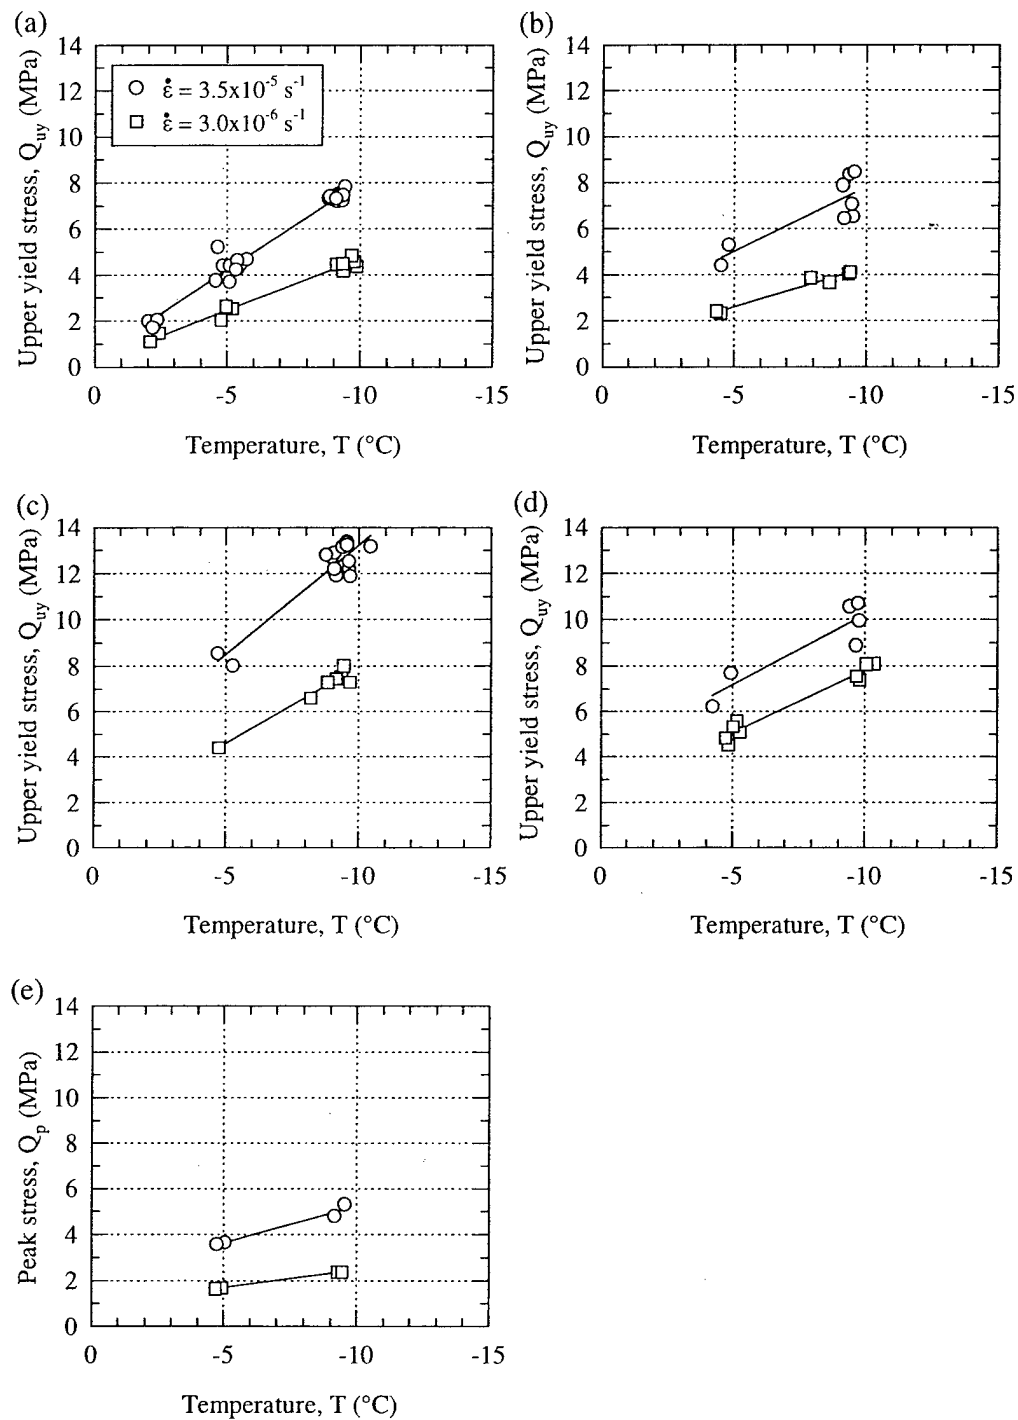 (a)
14
12
10
8
6
4
2
0
Upper yield stress, Q_uy (MPa)
ε̇ = 3.5x10⁻⁵ s⁻¹
ε̇ = 3.0x10⁻⁶ s⁻¹
0 -5 -10 -15
Temperature, T (°C)
(b)
14
12
10
8
6
4
2
0
Upper yield stress, Q_uy (MPa)
0 -5 -10 -15
Temperature, T (°C)
(c)
14
12
10
8
6
4
2
0
Upper yield stress, Q_uy (MPa)
0 -5 -10 -15
Temperature, T (°C)
(d)
14
12
10
8
6
4
2
0
Upper yield stress, Q_uy (MPa)
0 -5 -10 -15
Temperature, T (°C)
(e)
14
12
10
8
6
4
2
0
Peak stress, Q_p (MPa)
0 -5 -10 -15
Temperature, T (°C)